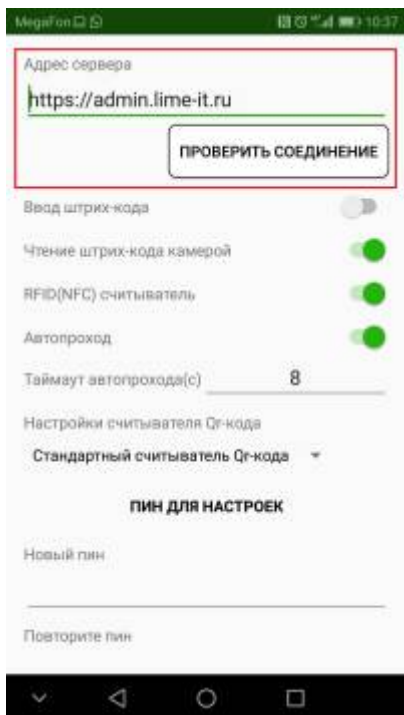 MegaFon 10:37
Адрес сервера
https://admin.lime-it.ru
ПРОВЕРИТЬ СОЕДИНЕНИЕ
Ввод штрих-кода
Чтение штрих-кода камерой
RFID(NFC) считыватель
Автопроход
Таймаут автопрохода(с) 8
Настройки считывателя Qr-кода
Стандартный считыватель Qr-кода
ПИН ДЛЯ НАСТРОЕК
Новый пин
Повторите пин